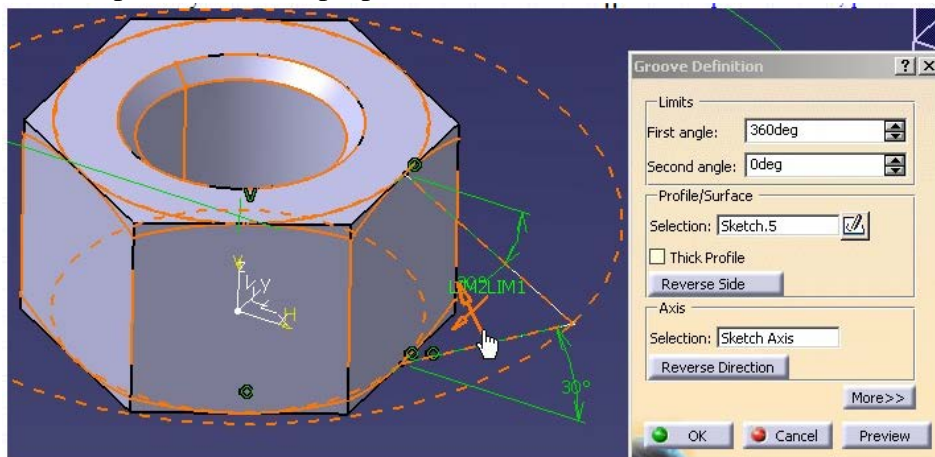 Groove Definition
? X
Limits
First angle: 360deg
Second angle: 0deg
Profile/Surface
Selection: Sketch.5
Thick Profile
Reverse Side
Axis
Selection: Sketch Axis
Reverse Direction
More>>
OK
Cancel
Preview
V
y
H
LIM2LIM1
30°